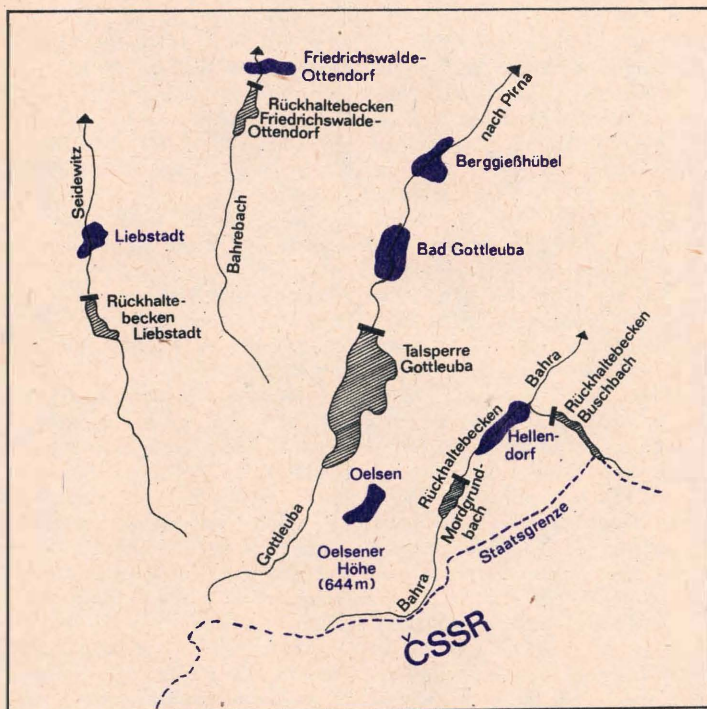 Friedrichswalde-
Ottendorf
Rückhaltebecken
Friedrichswalde-
Ottendorf
nach Pirna
Berggießhübel
Seidewitz
Liebstadt
Bahrebach
Bad Gottleuba
Rückhalte-
becken
Liebstadt
Talsperre
Gottleuba
Bahra
Rückhaltebecken
Buschbach
Rückhaltebecken
Mordgrund-
bach
Hellen-
dorf
Oelsen
Gottleuba
Oelsener
Höhe
(644m)
Staatsgrenze
Bahra
ČSSR